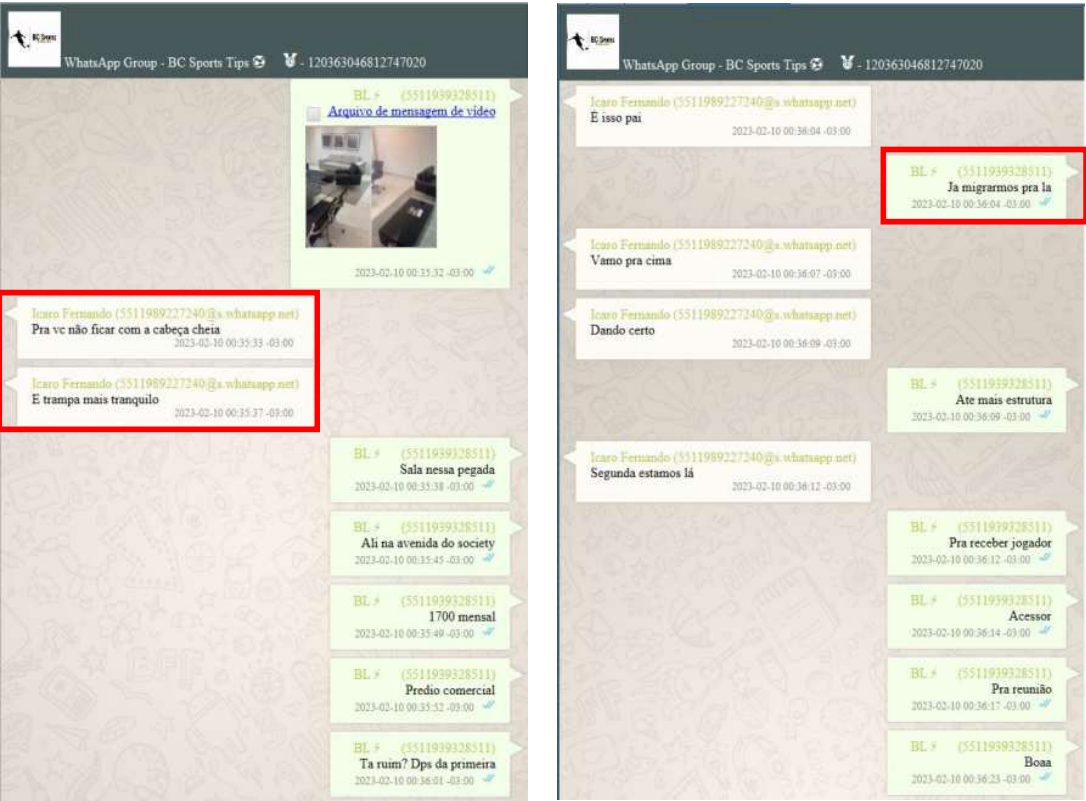 BC Sports
WhatsApp Group - BC Sports Tips ⚽ 🏅 - 120363046812747020
BL ⚡ (5511939328511)
Arquivo de mensagem de vídeo
2023-02-10 00:35:32 -03:00
Icaro Fernando (5511989227240@s.whatsapp.net)
Pra vc não ficar com a cabeça cheia
2023-02-10 00:35:33 -03:00
Icaro Fernando (5511989227240@s.whatsapp.net)
E trampa mais tranquilo
2023-02-10 00:35:37 -03:00
BL ⚡ (5511939328511)
Sala nessa pegada
2023-02-10 00:35:38 -03:00
BL ⚡ (5511939328511)
Ali na avenida do society
2023-02-10 00:35:45 -03:00
BL ⚡ (5511939328511)
1700 mensal
2023-02-10 00:35:49 -03:00
BL ⚡ (5511939328511)
Predio comercial
2023-02-10 00:35:52 -03:00
BL ⚡ (5511939328511)
Ta ruim? Dps da primeira
2023-02-10 00:36:01 -03:00
BC Sports
WhatsApp Group - BC Sports Tips ⚽ 🏅 - 120363046812747020
Icaro Fernando (5511989227240@s.whatsapp.net)
É isso pai
2023-02-10 00:36:04 -03:00
BL ⚡ (5511939328511)
Ja migrarmos pra la
2023-02-10 00:36:04 -03:00
Icaro Fernando (5511989227240@s.whatsapp.net)
Vamo pra cima
2023-02-10 00:36:07 -03:00
Icaro Fernando (5511989227240@s.whatsapp.net)
Dando certo
2023-02-10 00:36:09 -03:00
BL ⚡ (5511939328511)
Ate mais estrutura
2023-02-10 00:36:09 -03:00
Icaro Fernando (5511989227240@s.whatsapp.net)
Segunda estamos lá
2023-02-10 00:36:12 -03:00
BL ⚡ (5511939328511)
Pra receber jogador
2023-02-10 00:36:12 -03:00
BL ⚡ (5511939328511)
Acessor
2023-02-10 00:36:14 -03:00
BL ⚡ (5511939328511)
Pra reunião
2023-02-10 00:36:17 -03:00
BL ⚡ (5511939328511)
Boaa
2023-02-10 00:36:23 -03:00